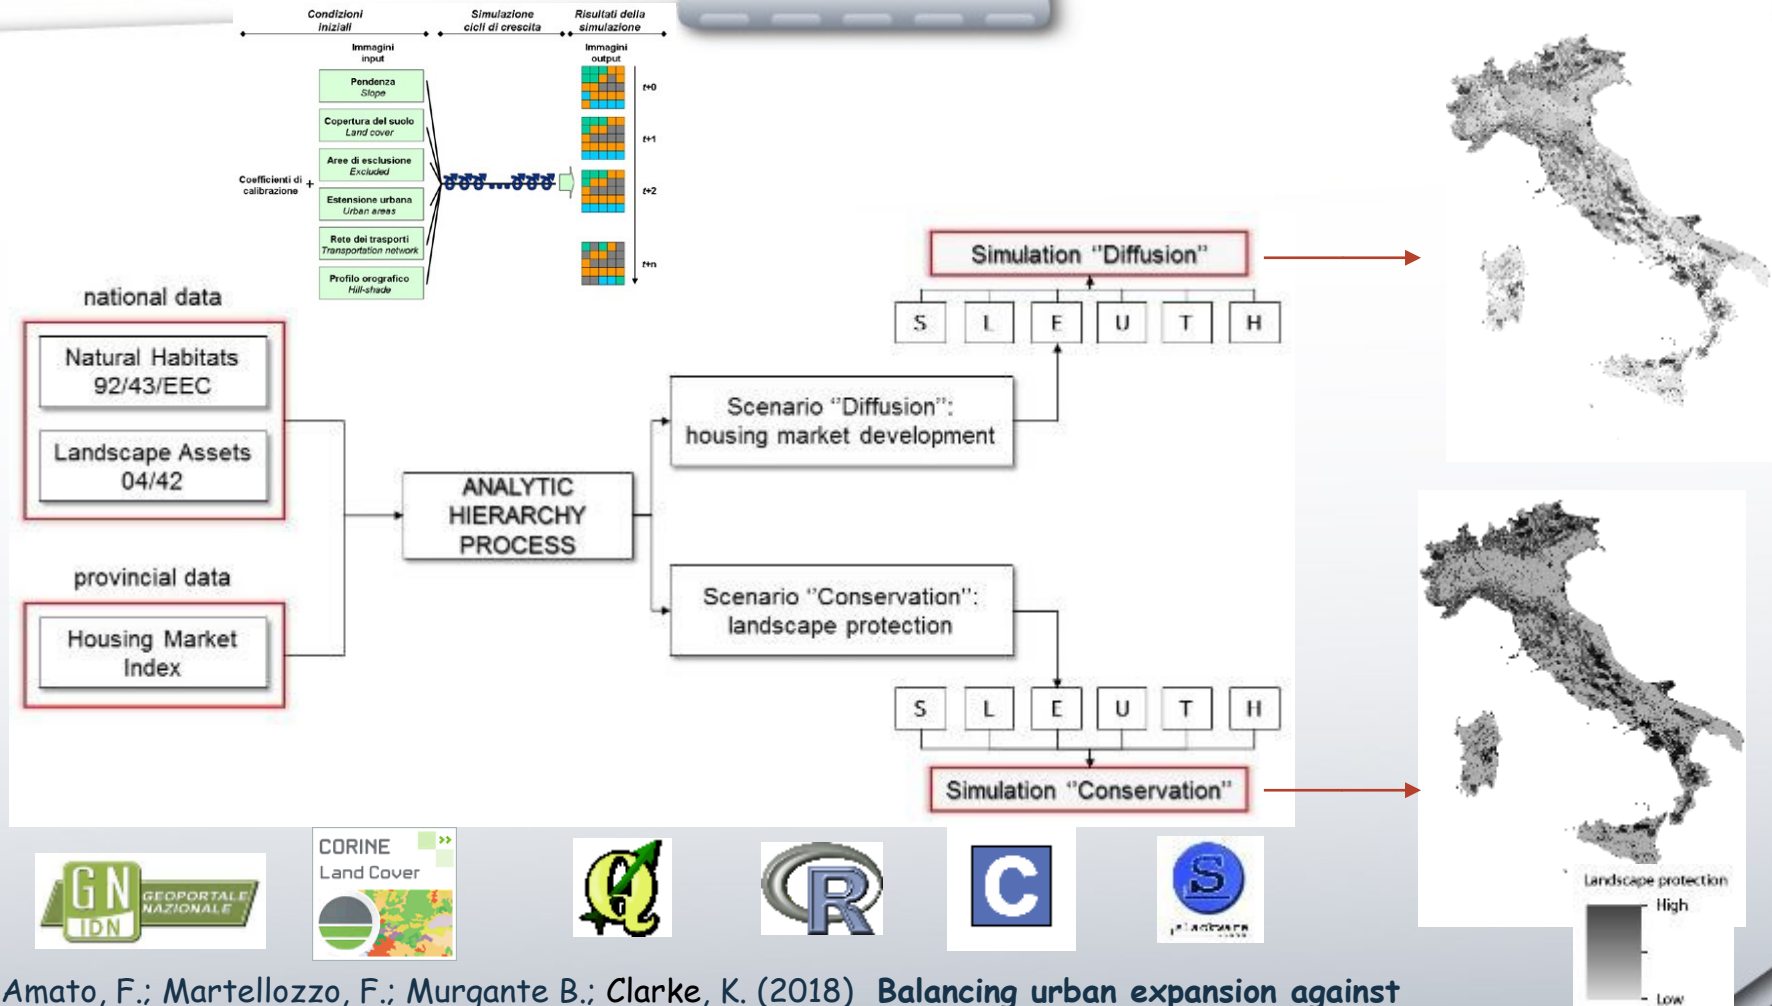 Condizioni
iniziali
Simulazione
cicli di crescita
Risultati della
simulazione
Immagini
input
Immagini
output
Pendenza
Slope
Copertura del suolo
Land cover
Aree di esclusione
Excluded
Estensione urbana
Urban areas
Rete dei trasporti
Transportation network
Profilo orografico
Hill-shade
Coefficienti di
calibrazione
+
t+0
t+1
t+2
t+n
national data
Natural Habitats
92/43/EEC
Landscape Assets
04/42
provincial data
Housing Market
Index
ANALYTIC
HIERARCHY
PROCESS
Simulation "Diffusion"
S L E U T H
Scenario "Diffusion":
housing market development
Scenario "Conservation":
landscape protection
S L E U T H
Simulation "Conservation"
Landscape protection
High
Low
GN
IDN
GEOPORTALE
NAZIONALE
CORINE
Land Cover
Q
R
C
S
slackware
Amato, F.; Martellozzo, F.; Murgante B.; Clarke, K. (2018) Balancing urban expansion against